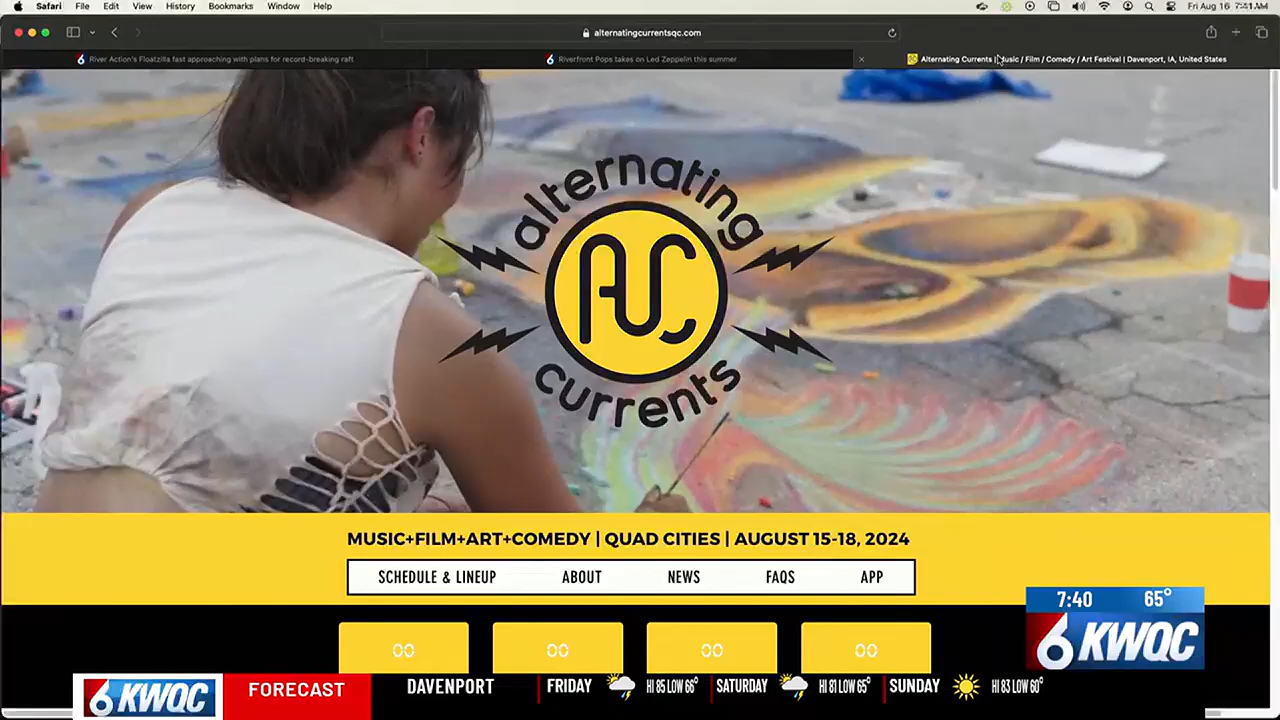 Safari File Edit View History Bookmarks Window Help
Fri Aug 16 7:41AM
alternatingcurrentsqc.com
River Action's Floatzilla fast approaching with plans for record-breaking raft
Riverfront Pops takes on Led Zeppelin this summer
Alternating Currents | Music / Film / Comedy / Art Festival | Davenport, IA, United States
alternating
AC
currents
MUSIC+FILM+ART+COMEDY | QUAD CITIES | AUGUST 15-18, 2024
SCHEDULE & LINEUP ABOUT NEWS FAQS APP
00 00 00 00
7:40 65°
6 KWQC
6 KWQC FORECAST DAVENPORT FRIDAY HI 85 LOW 66° SATURDAY HI 81 LOW 65° SUNDAY HI 83 LOW 60°